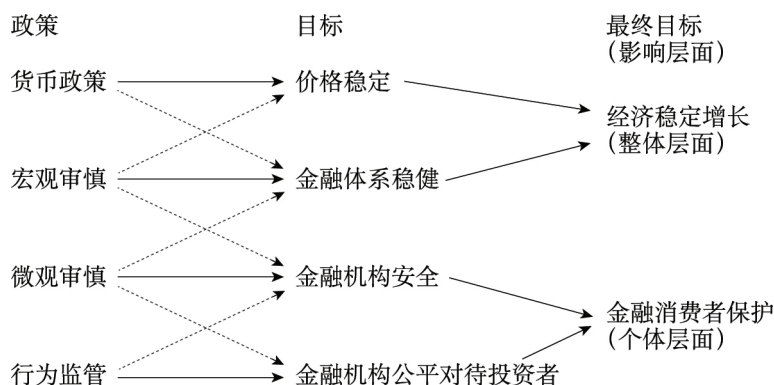 政策
目标
最终目标
（影响层面）
货币政策
价格稳定
经济稳定增长
（整体层面）
宏观审慎
金融体系稳健
微观审慎
金融机构安全
金融消费者保护
（个体层面）
行为监管
金融机构公平对待投资者